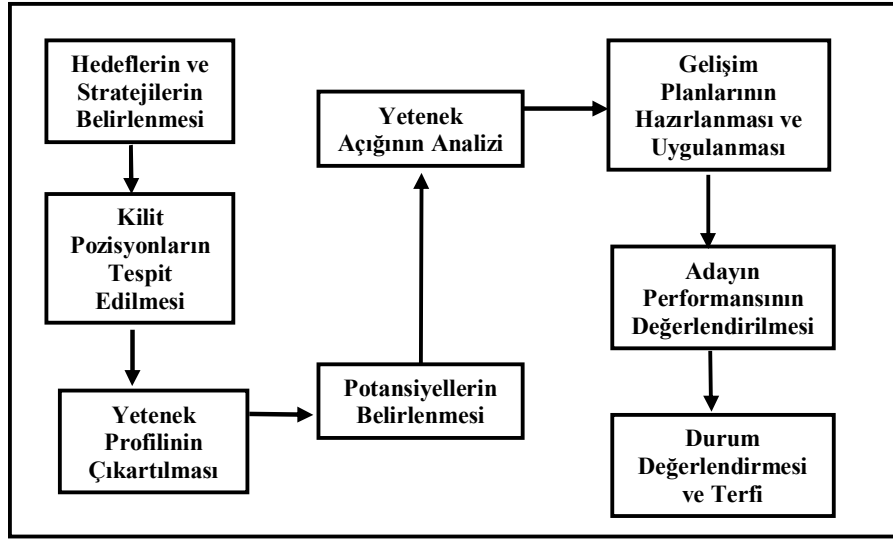 Hedeflerin ve
Stratejilerin
Belirlenmesi
Kilit
Pozisyonların
Tespit
Edilmesi
Yetenek
Profilinin
Çıkartılması
Potansiyellerin
Belirlenmesi
Yetenek
Açığının Analizi
Gelişim
Planlarının
Hazırlanması ve
Uygulanması
Adayın
Performansının
Değerlendirilmesi
Durum
Değerlendirmesi
ve Terfi